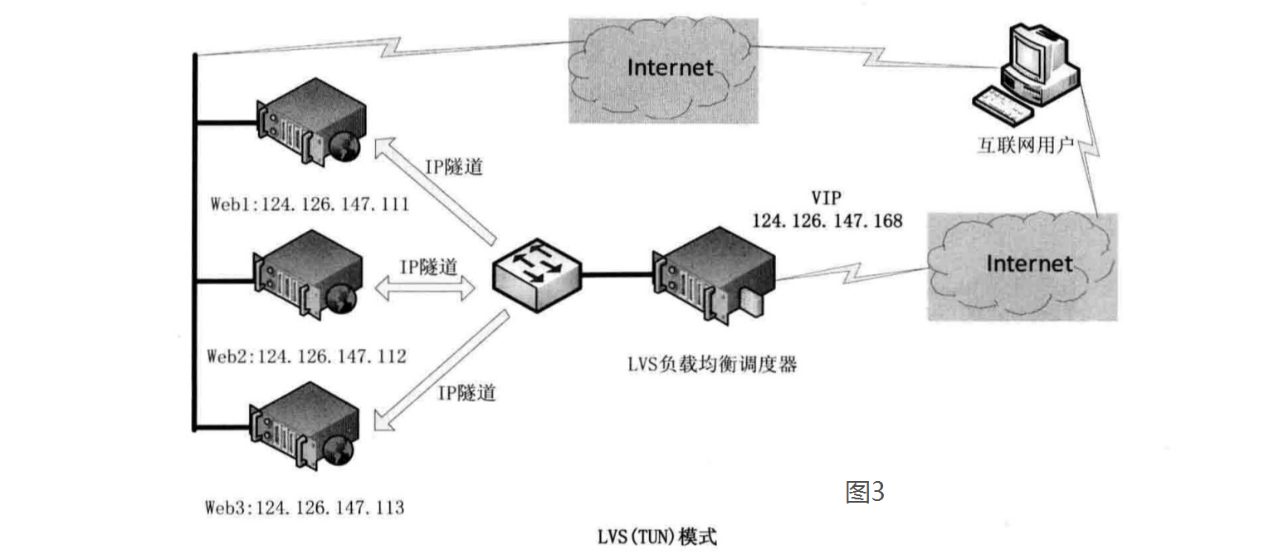 Internet
互联网用户
IP隧道
Web1:124.126.147.111
VIP
124.126.147.168
IP隧道
Internet
Web2:124.126.147.112
LVS负载均衡调度器
IP隧道
Web3:124.126.147.113
图3
LVS(TUN)模式